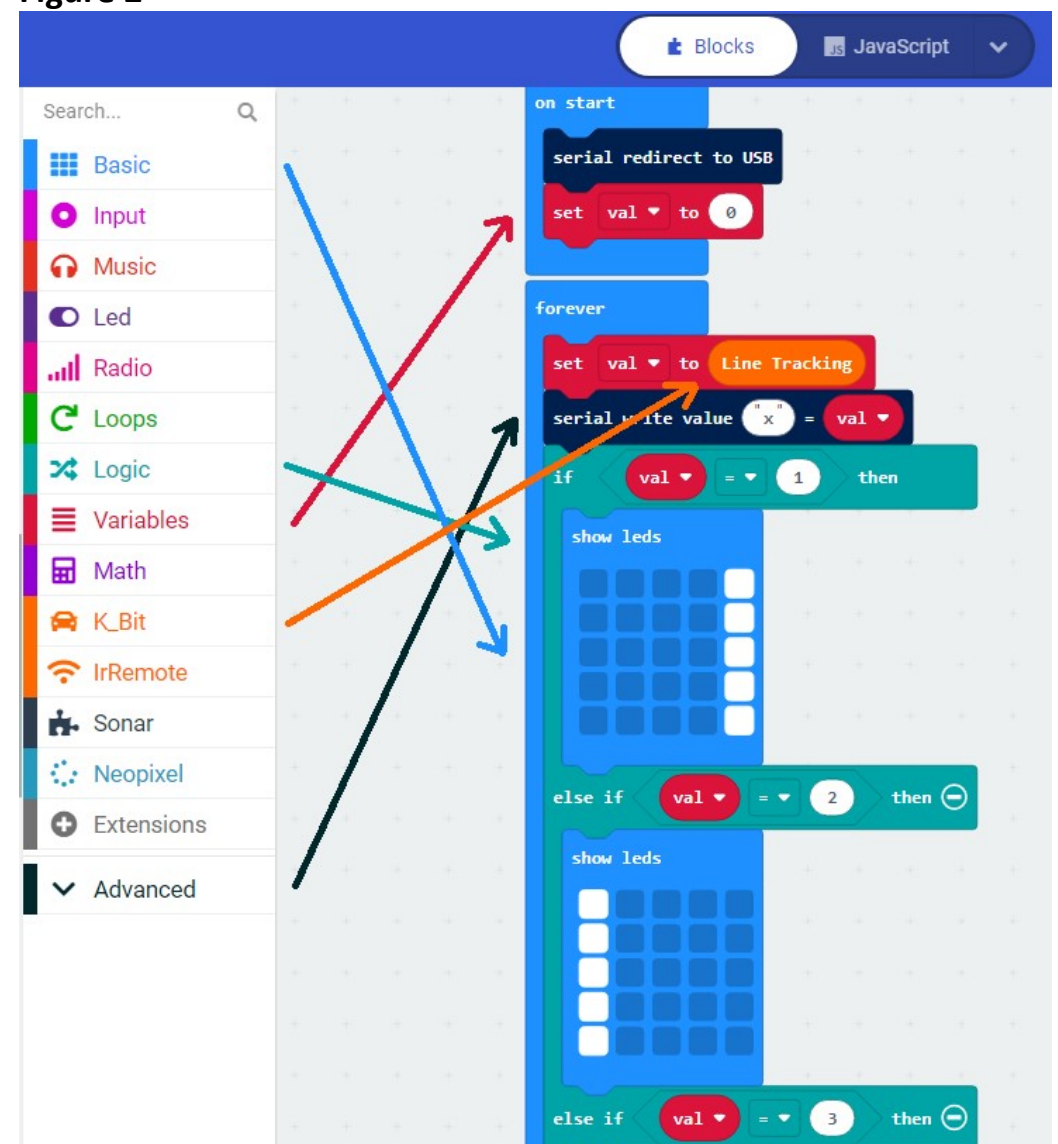 Figure 2
Blocks
JS JavaScript
Search...
Basic
Input
Music
Led
Radio
Loops
Logic
Variables
Math
K_Bit
IrRemote
Sonar
Neopixel
Extensions
Advanced
on start
serial redirect to USB
set val to 0
forever
set val to Line Tracking
serial write value "x" = val
if val = 1 then
show leds
else if val = 2 then
show leds
else if val = 3 then